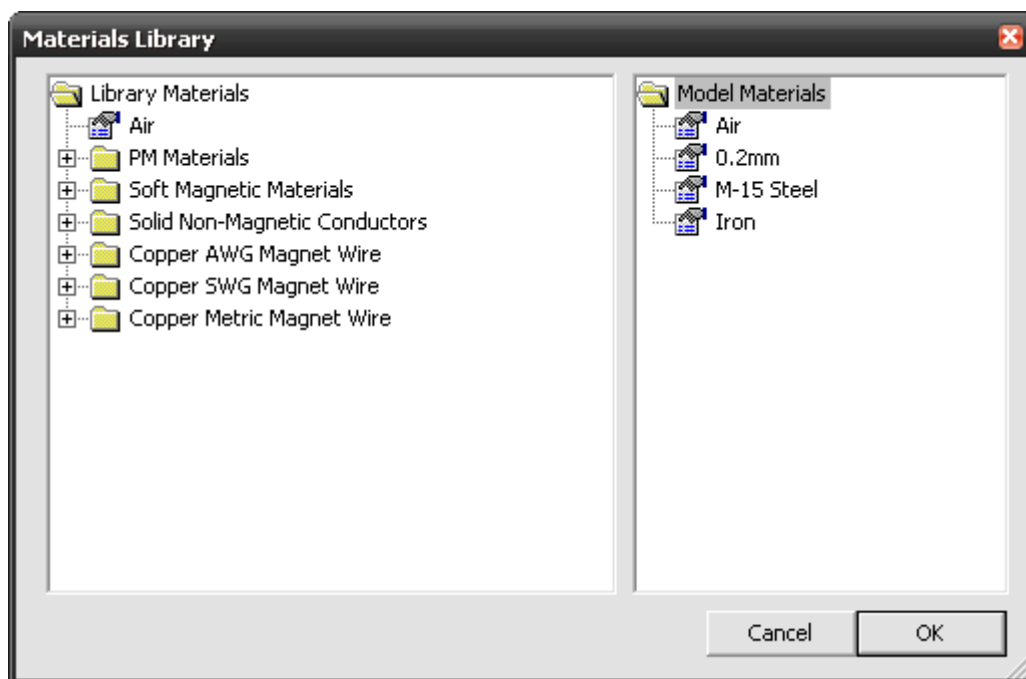 Materials Library
Library Materials
Air
PM Materials
Soft Magnetic Materials
Solid Non-Magnetic Conductors
Copper AWG Magnet Wire
Copper SWG Magnet Wire
Copper Metric Magnet Wire
Model Materials
Air
0.2mm
M-15 Steel
Iron
Cancel
OK